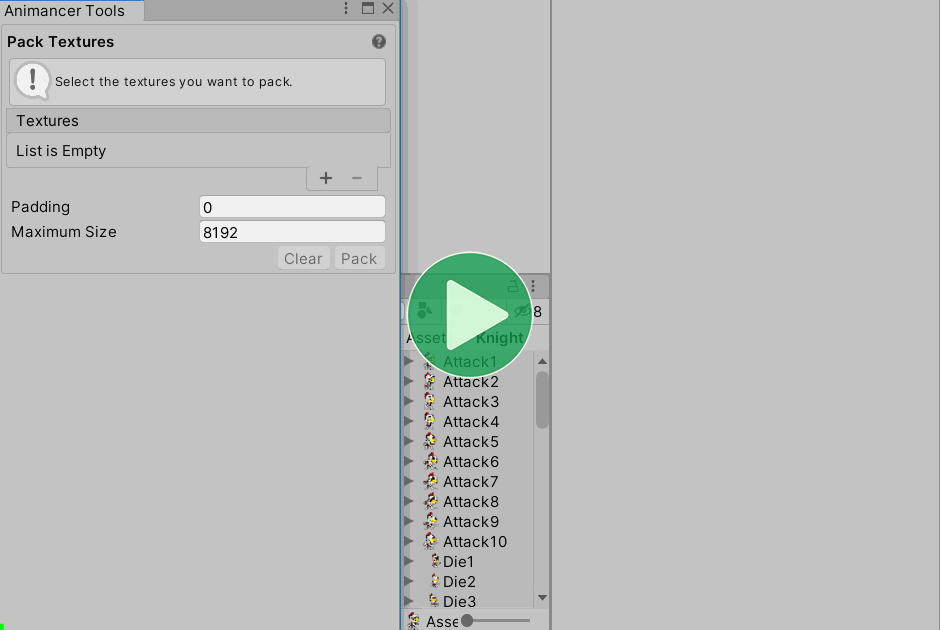 Animancer Tools
Pack Textures
Select the textures you want to pack.
Textures
List is Empty
Padding
0
Maximum Size
8192
Clear
Pack
8
Asset
Knight
Attack1
Attack2
Attack3
Attack4
Attack5
Attack6
Attack7
Attack8
Attack9
Attack10
Die1
Die2
Die3
Asse